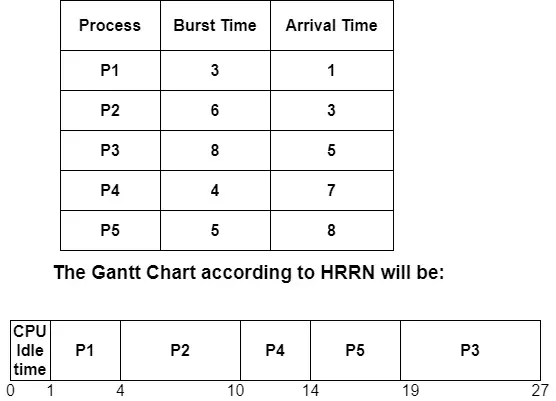 Process Burst Time Arrival Time
P1 3 1
P2 6 3
P3 8 5
P4 4 7
P5 5 8
The Gantt Chart according to HRRN will be:
CPU
Idle
time
P1 P2 P4 P5 P3
0 1 4 10 14 19 27